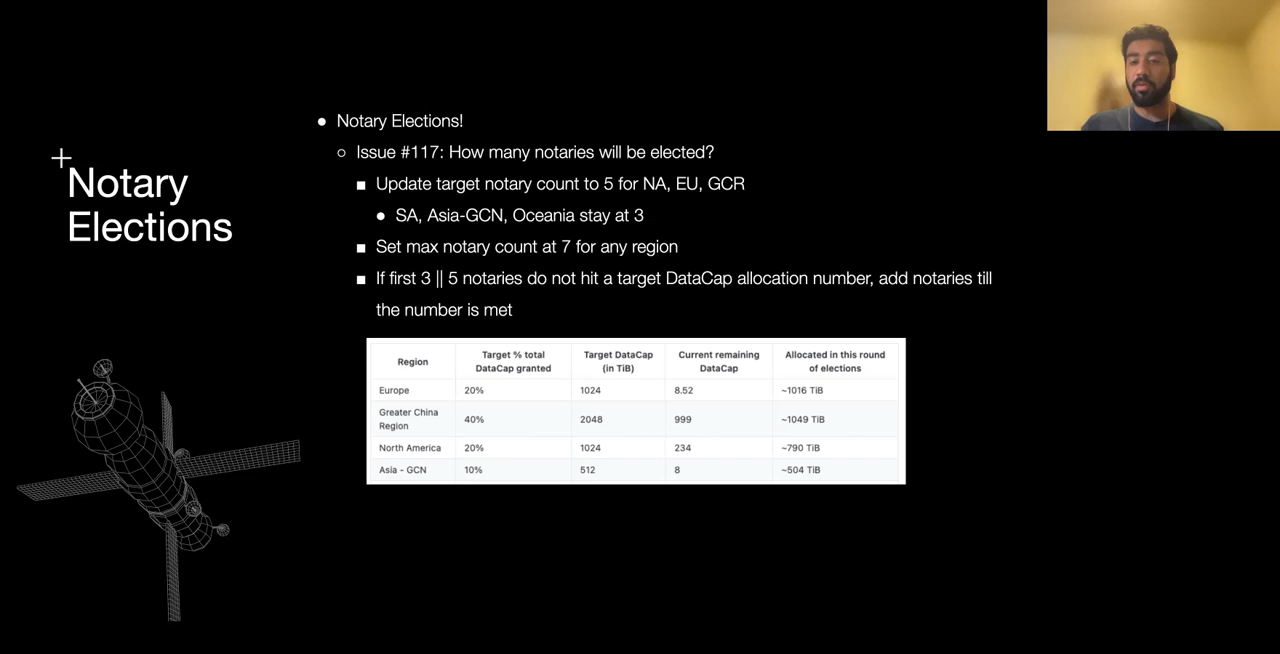 Notary
Elections
● Notary Elections!
○ Issue #117: How many notaries will be elected?
■ Update target notary count to 5 for NA, EU, GCR
● SA, Asia-GCN, Oceania stay at 3
■ Set max notary count at 7 for any region
■ If first 3 || 5 notaries do not hit a target DataCap allocation number, add notaries till
the number is met
Region Target % total DataCap granted Target DataCap (in TiB) Current remaining DataCap Allocated in this round of elections
Europe 20% 1024 8.52 ~1016 TiB
Greater China Region 40% 2048 999 ~1049 TiB
North America 20% 1024 234 ~790 TiB
Asia - GCN 10% 512 8 ~504 TiB